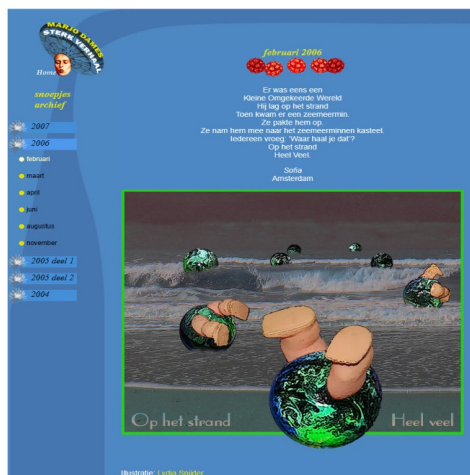 MARJO DAMES
STERK VERHAAL
Home
snoepjes
archief
2007
2006
februari
maart
april
juni
augustus
november
2005 deel 1
2005 deel 2
2004
februari 2006
Er was eens een
Kleine Omgekeerde Wereld
Hij lag op het strand
Toen kwam er een zeemeermin.
Ze pakte hem op.
Ze nam hem mee naar het zeemeerminnen kasteel.
Iedereen vroeg: 'Waar haal je dat'?
Op het strand
Heel Veel.
Sofia
Amsterdam
Op het strand
Heel veel
Illustratie: Lydia Snijder